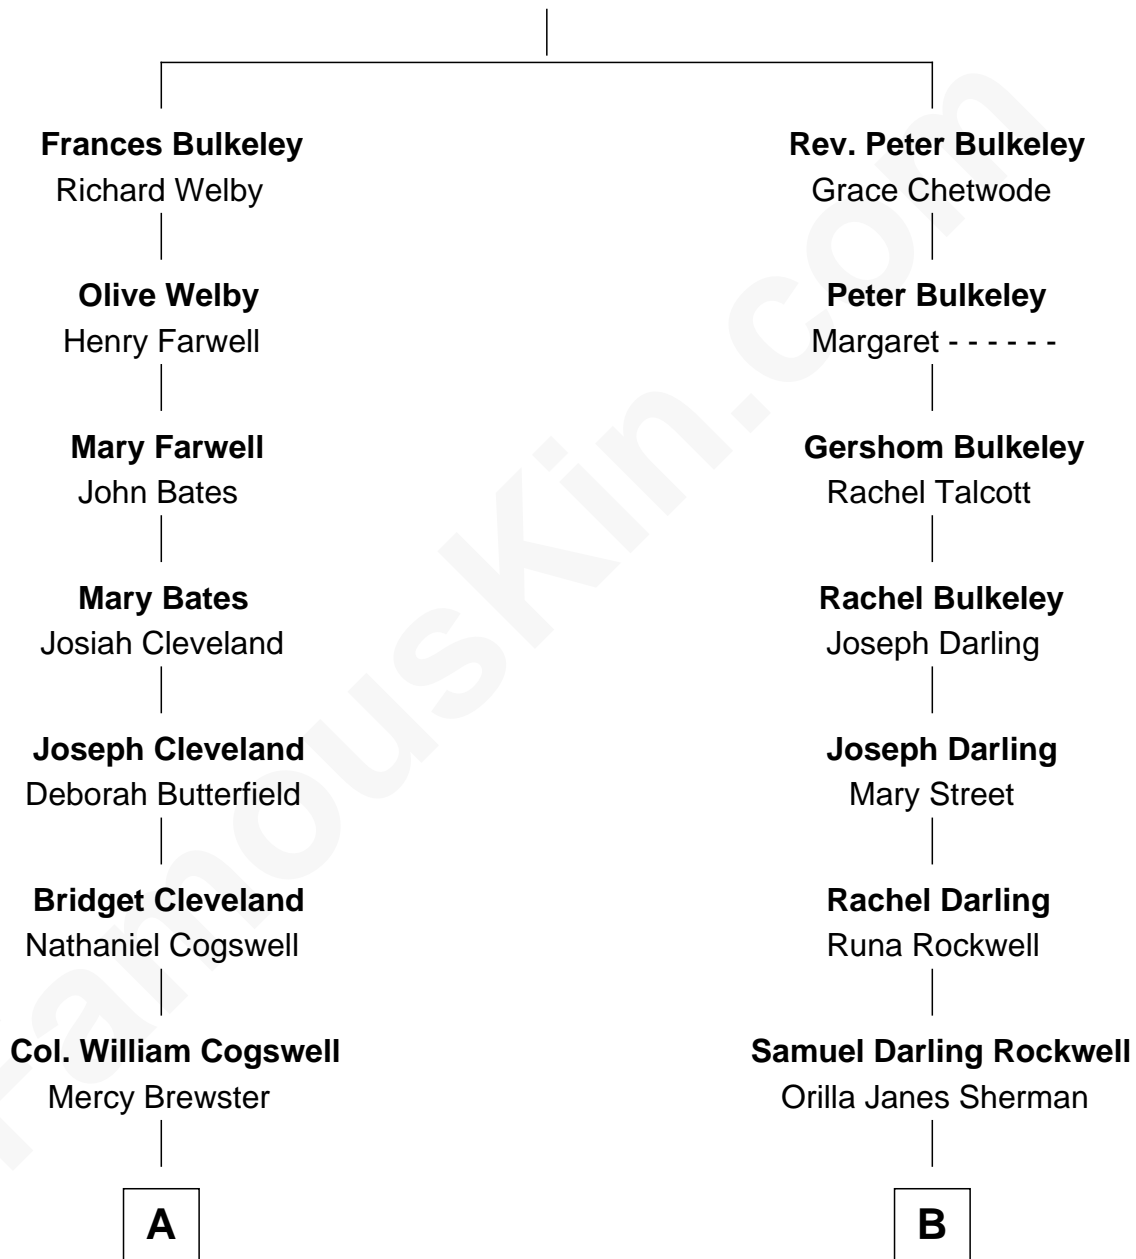 Frances Bulkeley
Richard Welby
Rev. Peter Bulkeley
Grace Chetwode
Olive Welby
Henry Farwell
Peter Bulkeley
Margaret - - - - - -
Mary Farwell
John Bates
Gershom Bulkeley
Rachel Talcott
Mary Bates
Josiah Cleveland
Rachel Bulkeley
Joseph Darling
Joseph Cleveland
Deborah Butterfield
Joseph Darling
Mary Street
Bridget Cleveland
Nathaniel Cogswell
Rachel Darling
Runa Rockwell
Col. William Cogswell
Mercy Brewster
Samuel Darling Rockwell
Orilla Janes Sherman
A
B
FamousKin.com